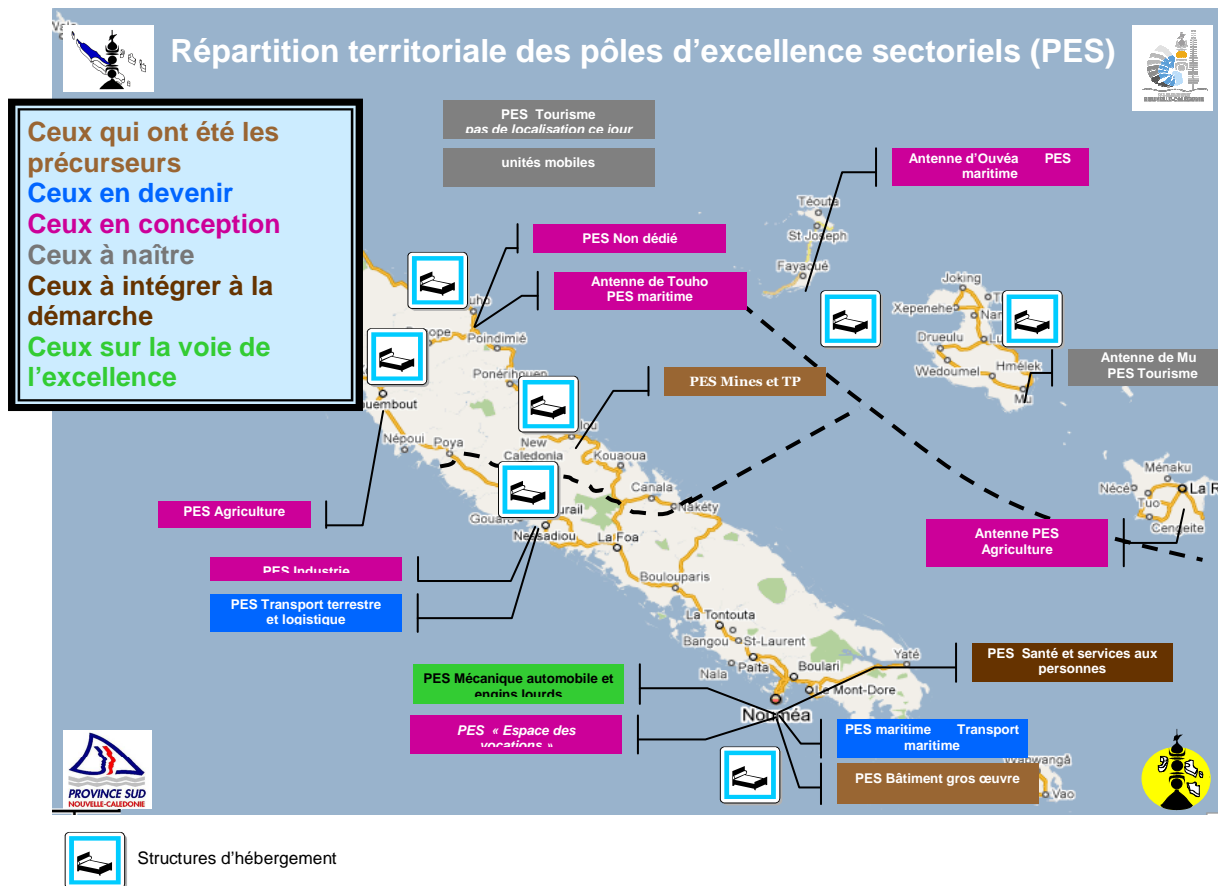 Répartition territoriale des pôles d'excellence sectoriels (PES)
NOUVELLE-CALEDONIE
Ceux qui ont été les
précurseurs
Ceux en devenir
Ceux en conception
Ceux à naître
Ceux à intégrer à la
démarche
Ceux sur la voie de
l'excellence
PES Tourisme
pas de localisation ce jour
unités mobiles
Antenne d'Ouvéa PES
maritime
PES Non dédié
Antenne de Touho
PES maritime
Téouta
St-Joseph
Fayaoué
Joking
Xepenehe
Drueulu
Wedoumel
Hmélek
Mu
Antenne de Mu
PES Tourisme
Poindimié
Ponérihouen
PES Mines et TP
Népoui
Poya
New
Caledonia
Kouaoua
Canala
Nakéty
Ménaku
Nécé
La R
Tuo
Cengeite
PES Agriculture
Antenne PES
Agriculture
Nessadiou
La Foa
PES Industrie
PES Transport terrestre
et logistique
Boulouparis
La Tontouta
Bangou
St-Laurent
Nala
Païta
Boulari
Yaté
Le Mont-Dore
Nouméa
PES Santé et services aux
personnes
PES Mécanique automobile et
engins lourds
PES « Espace des
vocations »
PES maritime Transport
maritime
PES Bâtiment gros œuvre
Vao
PROVINCE SUD
NOUVELLE-CALEDONIE
Structures d'hébergement